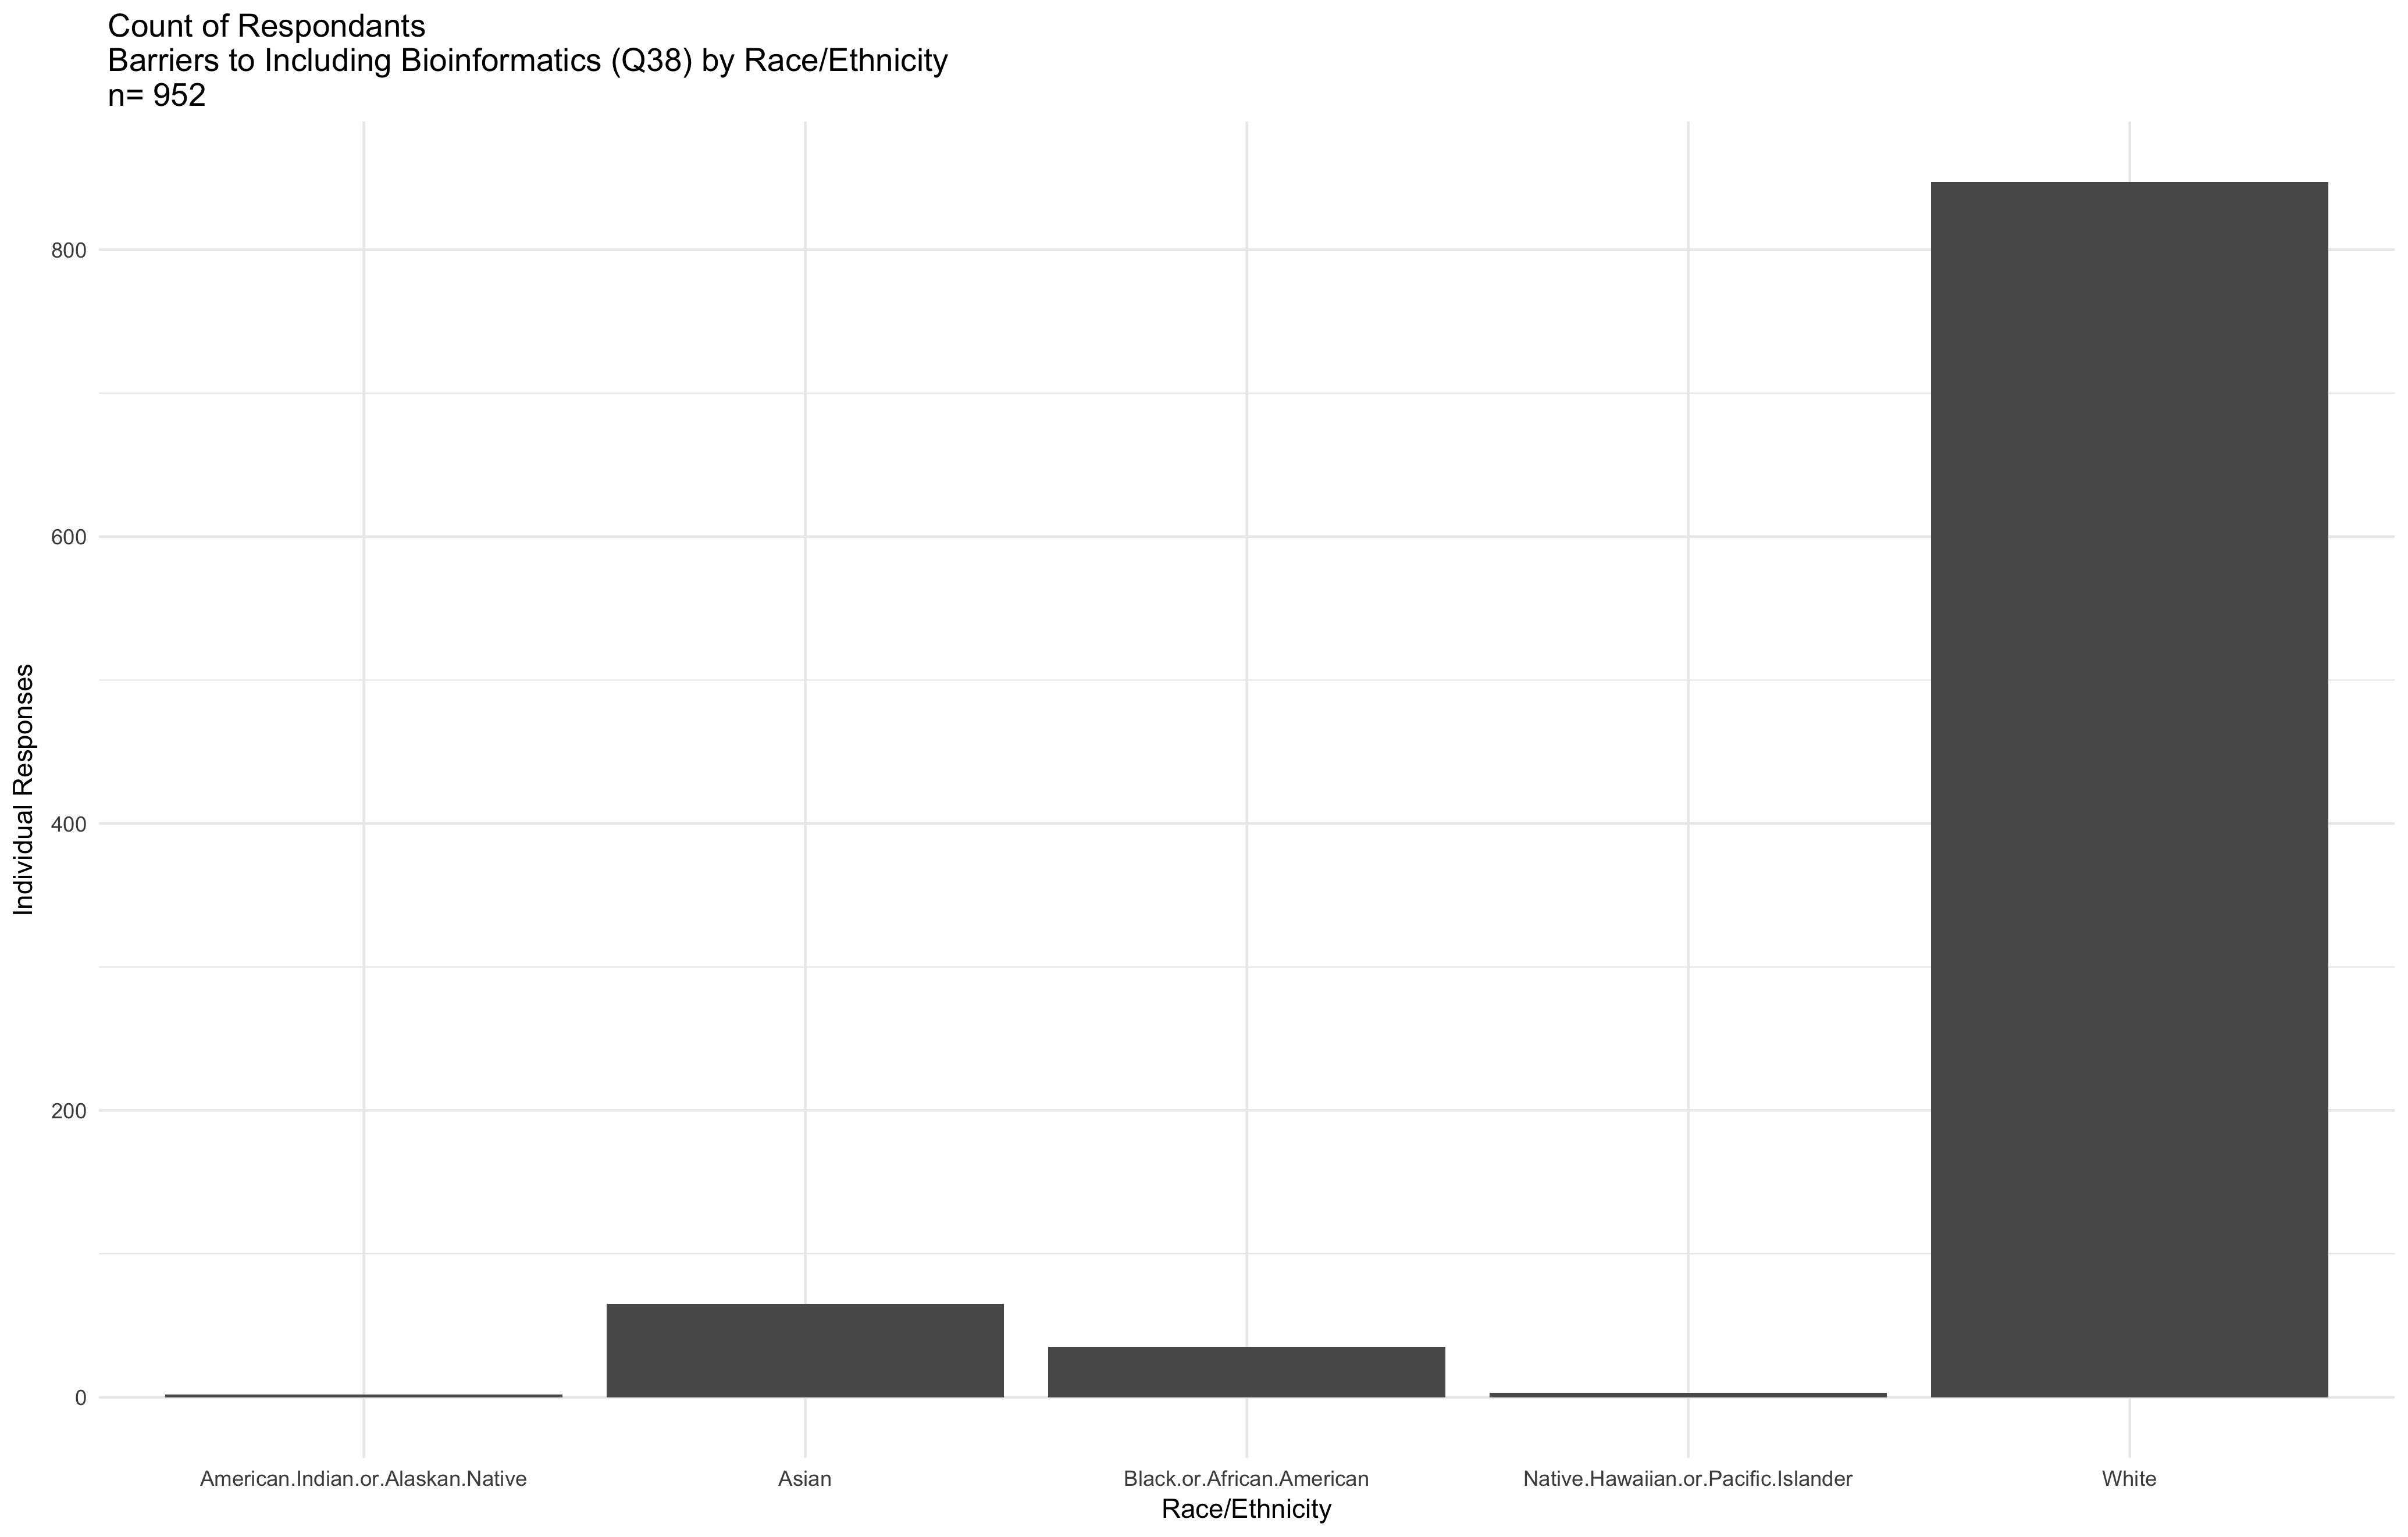 Count of Respondants
Barriers to Including Bioinformatics (Q38) by Race/Ethnicity
n= 952
800
600
400
200
0
Individual Responses
American.Indian.or.Alaskan.Native
Asian
Black.or.African.American
Native.Hawaiian.or.Pacific.Islander
White
Race/Ethnicity